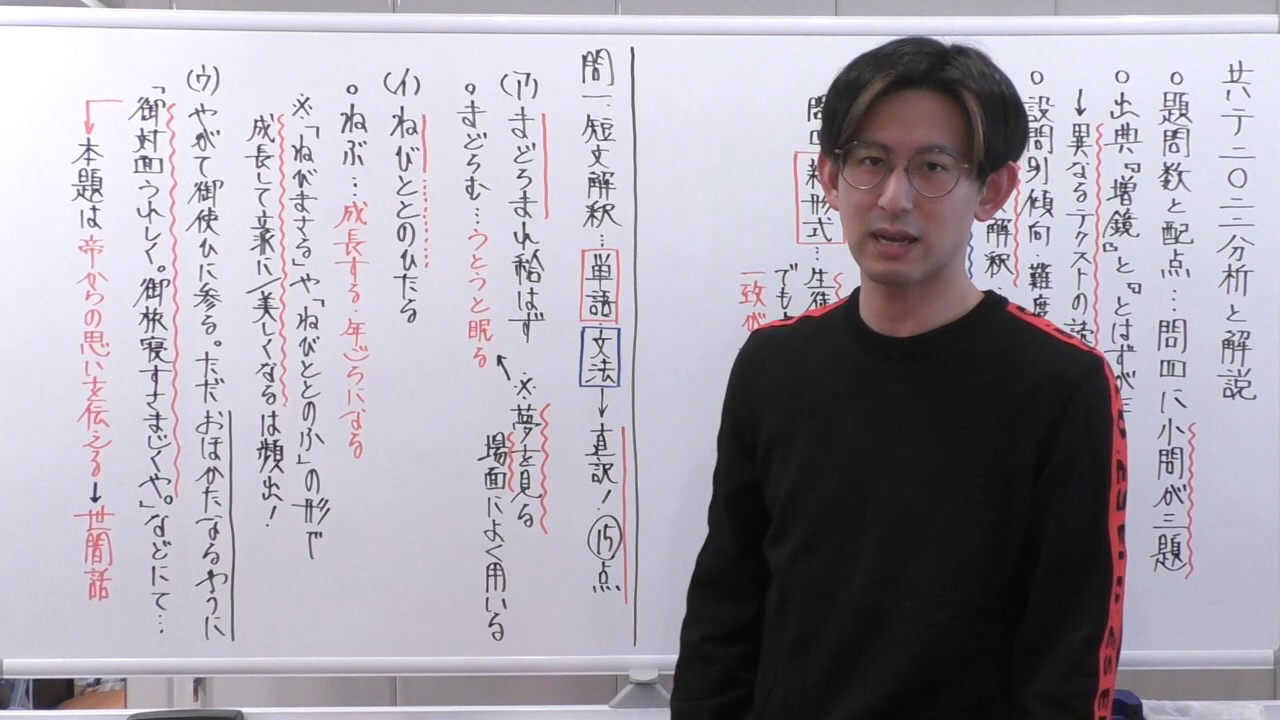 共テ二〇二二分析と解説
◦題問数と配点…問四に小問が三題
◦出典『増鏡』と『とはずが
→異なるテクストの読
◦設問別傾向・難度
解釈
問四 新形式…生徒
でも
一致が
問一、短文解釈…単語 文法→直訳！⑮点
(ア)まどろまれ給はず
◦まどろむ…うとうと眠る
※夢を見る
場面によく用いる
(イ)ねびととのひたる
◦ねぶ…成長する・年ごろになる
※「ねびまさる」や「ねびととのふ」の形で
成長して立派に/美しくなるは頻出！
(ウ)やがて御使ひに参る。ただおほかたなるやうに
「御対面うれしく。御旅寝すさまじくや。」などにて…
→本題は帝からの思いを伝える→世間話